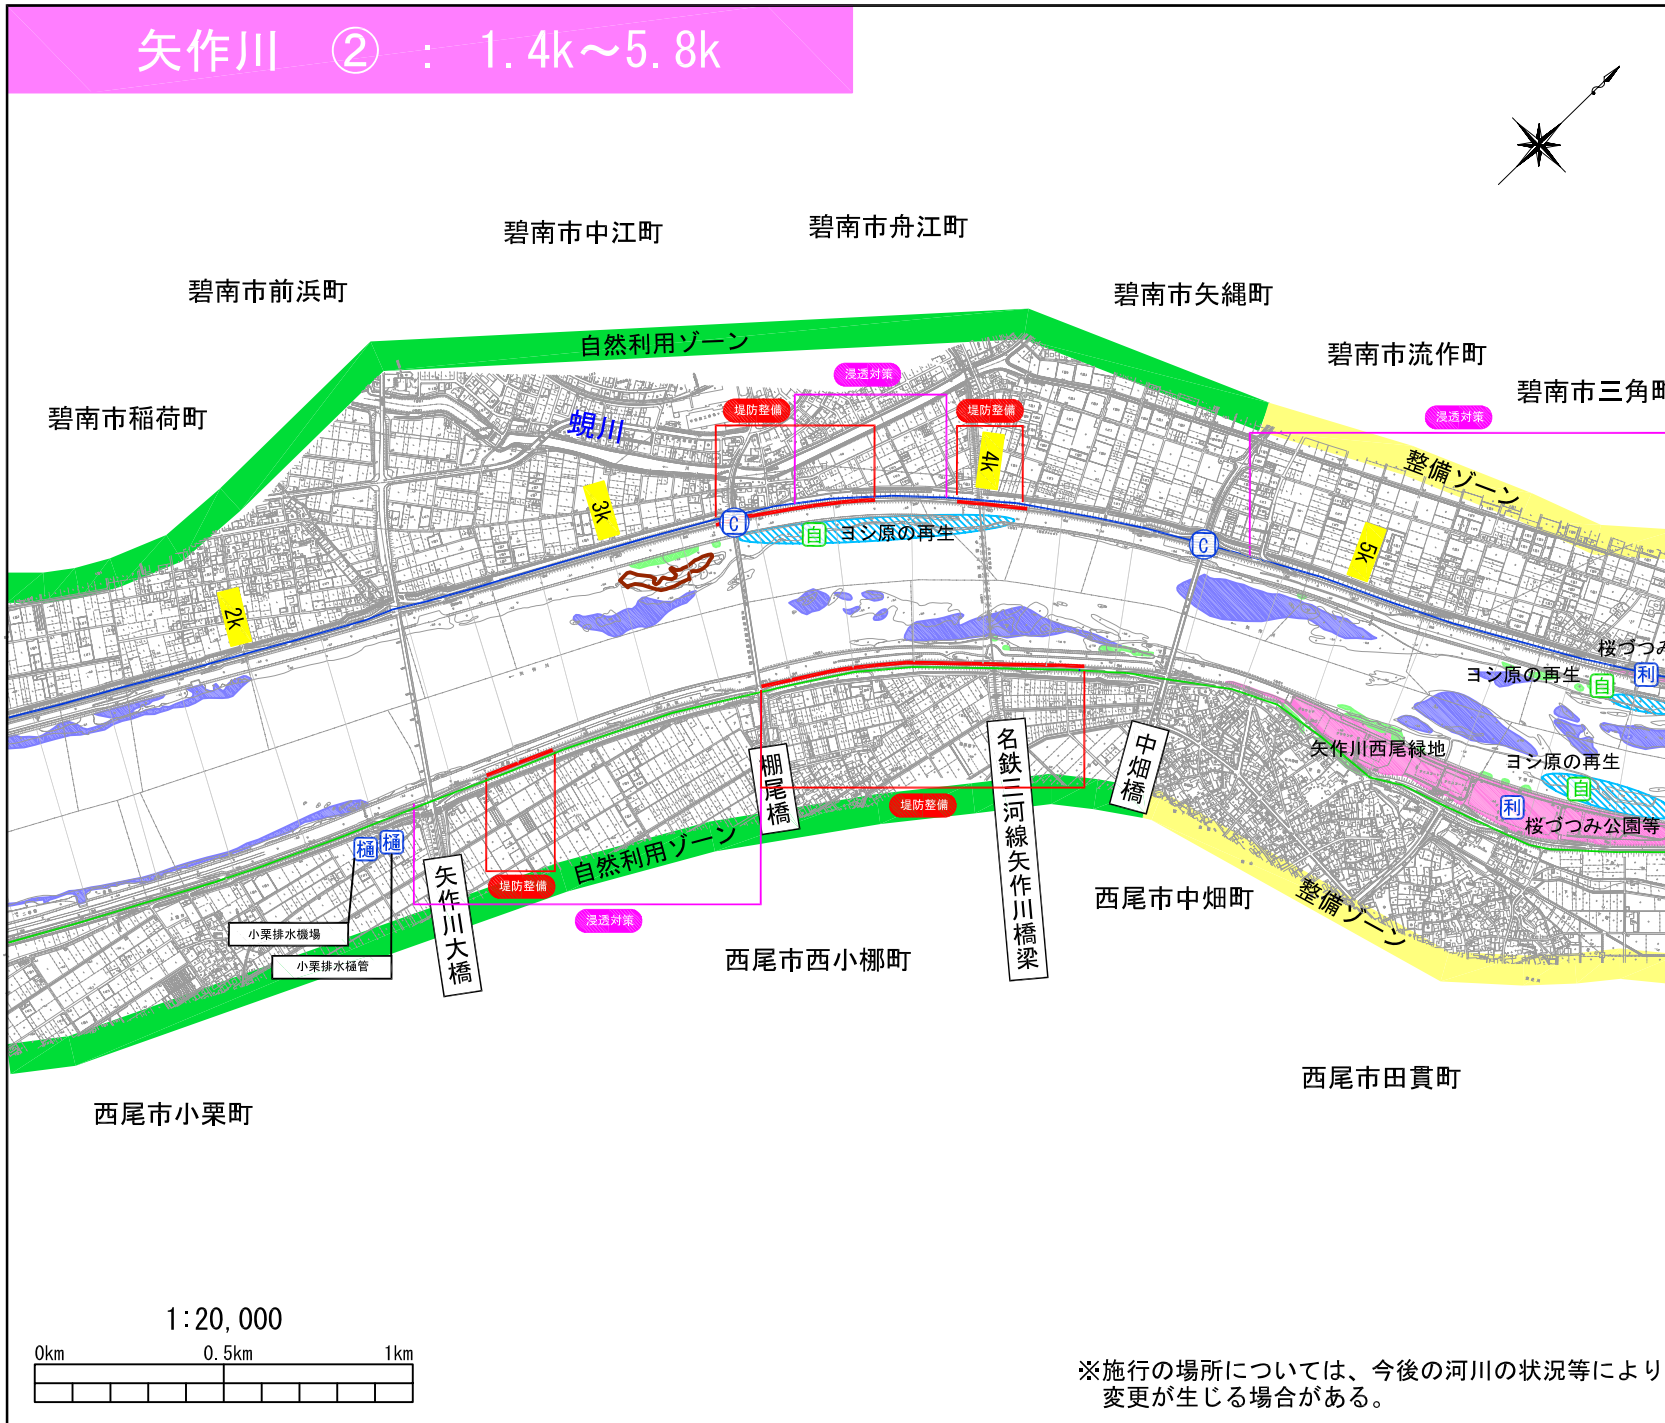 矢作川　②　:　1.4k～5.8k
碧南市中江町
碧南市舟江町
碧南市前浜町
碧南市矢縄町
碧南市流作町
碧南市三角町
碧南市稲荷町
自然利用ゾーン
浸透対策
堤防整備
堤防整備
浸透対策
蜆川
整備ゾーン
4k
3k
5k
2k
C
自
ヨシ原の再生
C
桜づつみ
ヨシ原の再生
自
利
矢作川西尾緑地
ヨシ原の再生
自
利
桜づつみ公園等
棚尾橋
名鉄三河線矢作川橋梁
中畑橋
堤防整備
樋
樋
自然利用ゾーン
矢作川大橋
堤防整備
浸透対策
小栗排水機場
小栗排水樋管
西尾市中畑町
整備ゾーン
西尾市西小梛町
西尾市田貫町
西尾市小栗町
1:20,000
0km 0.5km 1km
※施行の場所については、今後の河川の状況等により
変更が生じる場合がある。